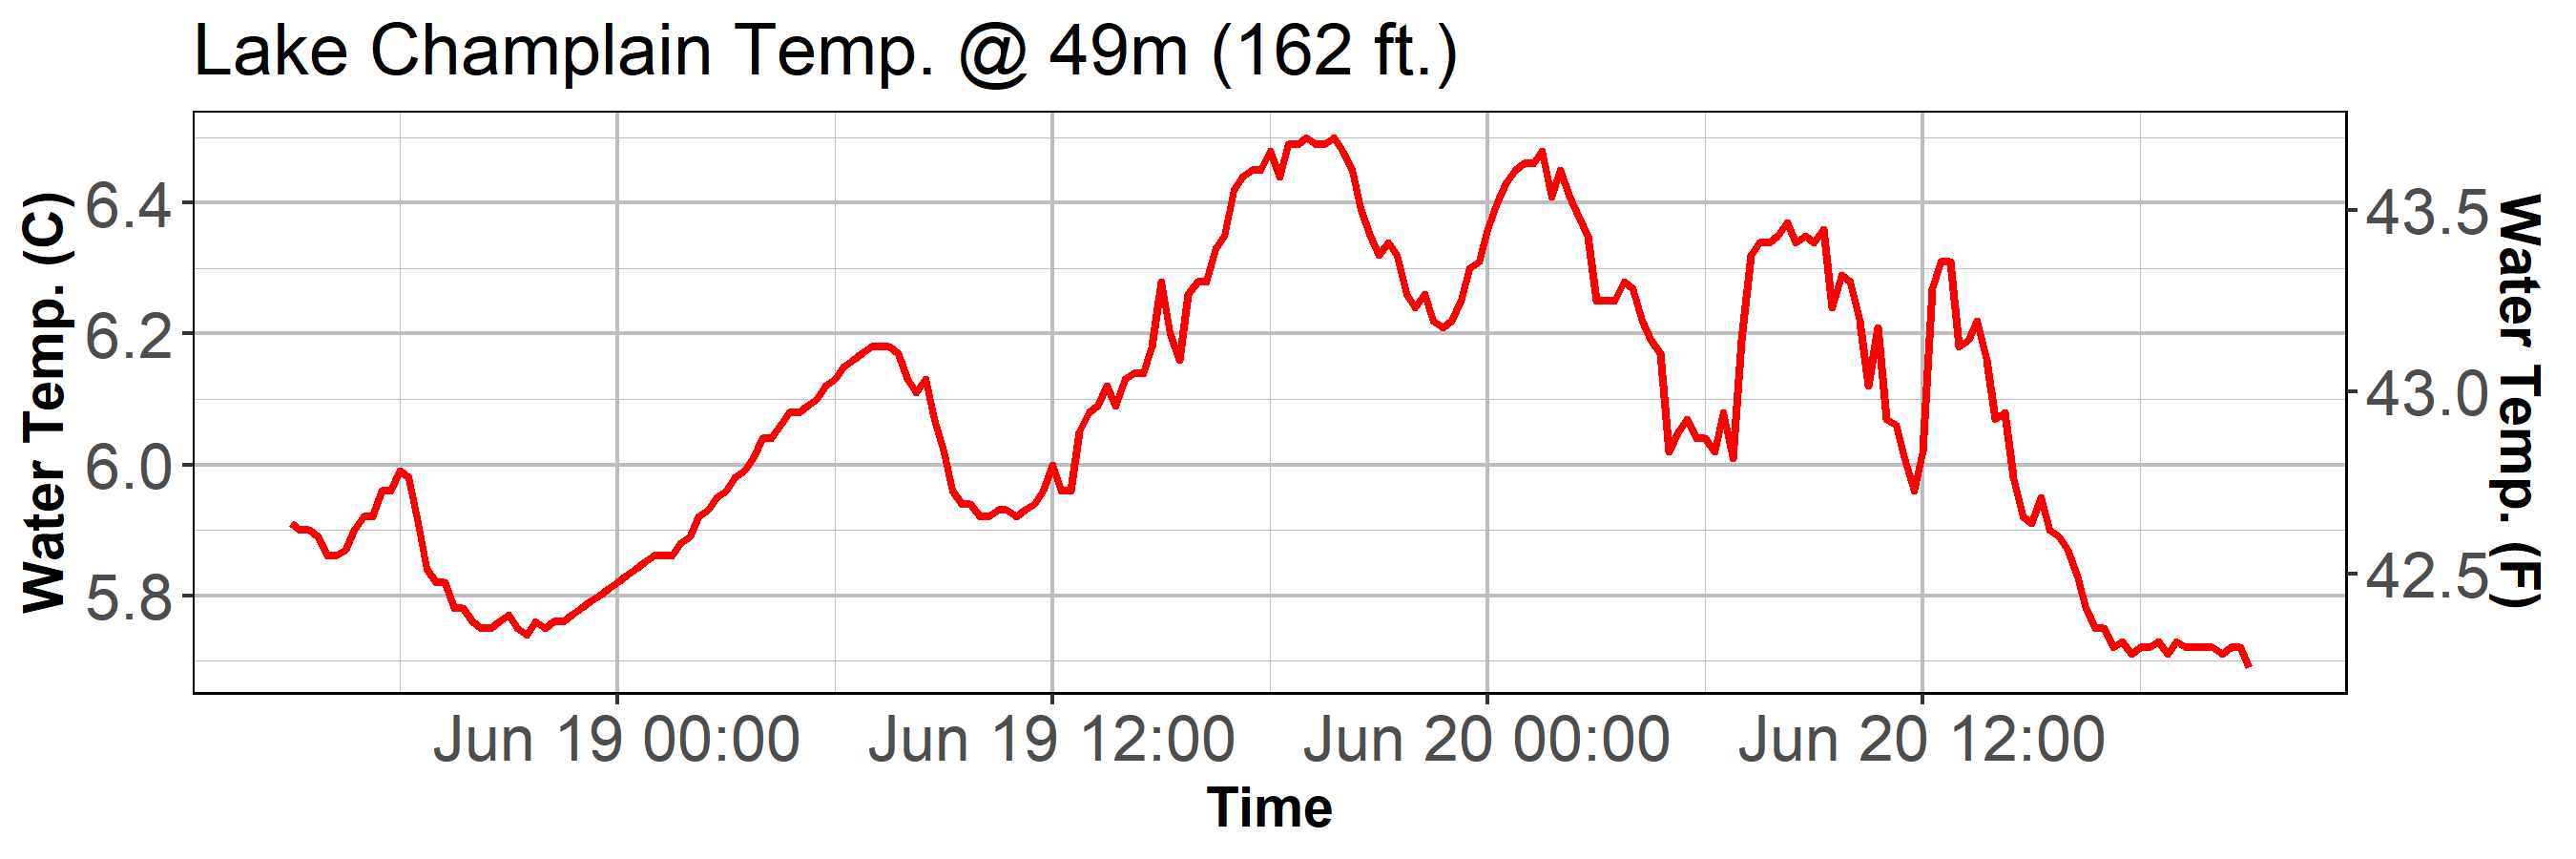 Lake Champlain Temp. @ 49m (162 ft.)
Water Temp. (C)
6.4
6.2
6.0
5.8
43.5
43.0
42.5
Water Temp. (F)
Jun 19 00:00 Jun 19 12:00 Jun 20 00:00 Jun 20 12:00
Time